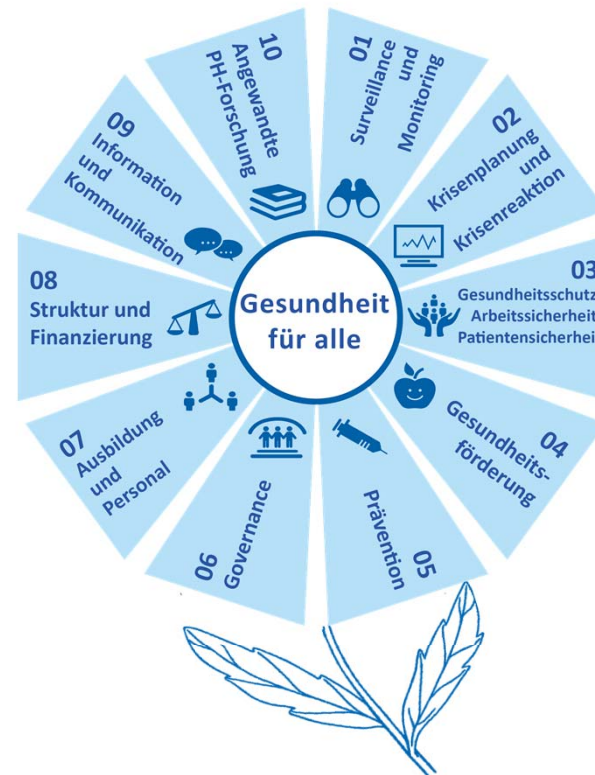 Gesundheit
für alle
01
Surveillance
und
Monitoring
02
Krisenplanung
und
Krisenreaktion
03
Gesundheitsschutz
Arbeitssicherheit
Patientensicherhei
04
Gesundheits-
förderung
05
Prävention
06
Governance
07
Ausbildung
und
Personal
08
Struktur und
Finanzierung
09
Information
und
Kommunikation
10
Angewandte
PH-Forschung